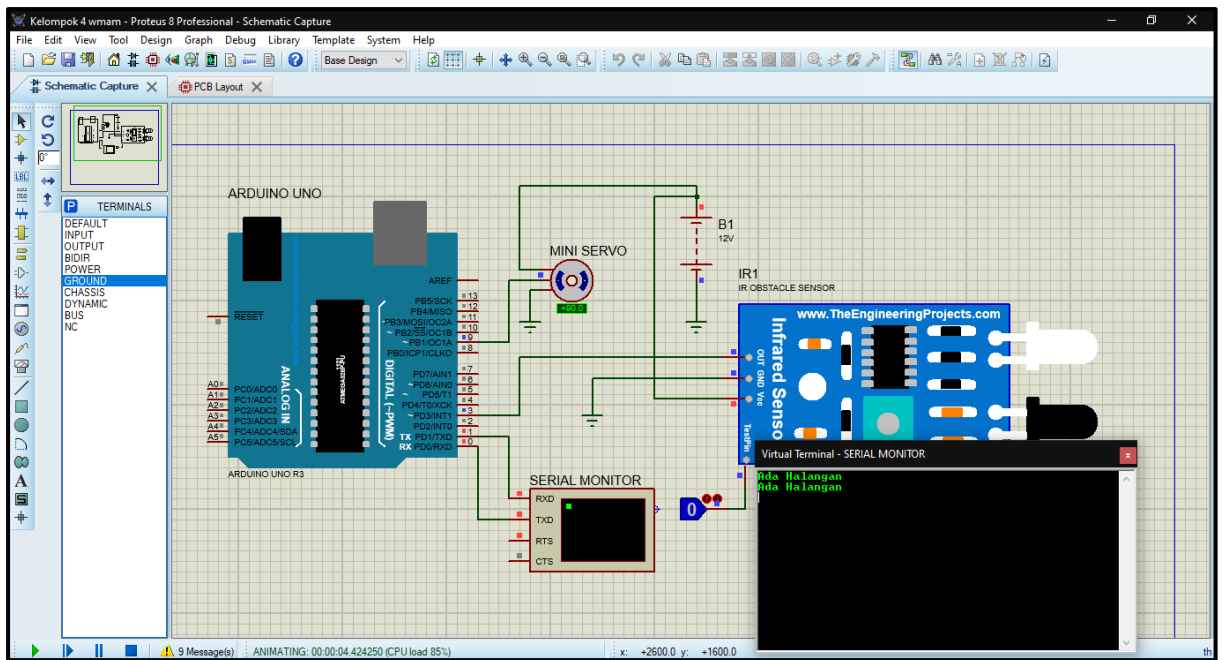 Kelompok 4 wmam - Proteus 8 Professional - Schematic Capture
File Edit View Tool Design Graph Debug Library Template System Help
Base Design
Schematic Capture
PCB Layout
0°
LBL
P TERMINALS
DEFAULT
INPUT
OUTPUT
BIDIR
POWER
GROUND
CHASSIS
DYNAMIC
BUS
NC
ARDUINO UNO
RESET
AREF
PB5/SCK 13
PB4/MISO 12
~PB3/MOSI/OC2A 11
~ PB2/SS/OC1B 10
~ PB1/OC1A 9
PB0/ICP1/CLKO 8
PD7/AIN1 7
~PD6/AIN0 6
~ PD5/T1 5
PD4/T0/XCK 4
~PD3/INT1 3
PD2/INT0 2
TX PD1/TXD 1
RX PD0/RXD 0
DIGITAL (~PWM)
ANALOG IN
A0 PC0/ADC0
A1 PC1/ADC1
A2 PC2/ADC2
A3 PC3/ADC3
A4 PC4/ADC4/SDA
A5 PC5/ADC5/SCL
ARDUINO UNO R3
MINI SERVO
+90.0
B1
12V
IR1
IR OBSTACLE SENSOR
www.TheEngineeringProjects.com
OUT
GND
Vcc
TestPin
SERIAL MONITOR
RXD
TXD
RTS
CTS
0
Virtual Terminal - SERIAL MONITOR
Ada Halangan
Ada Halangan
9 Message(s)
ANIMATING: 00:00:04.424250 (CPU load 85%)
x: +2600.0 y: +1600.0
th